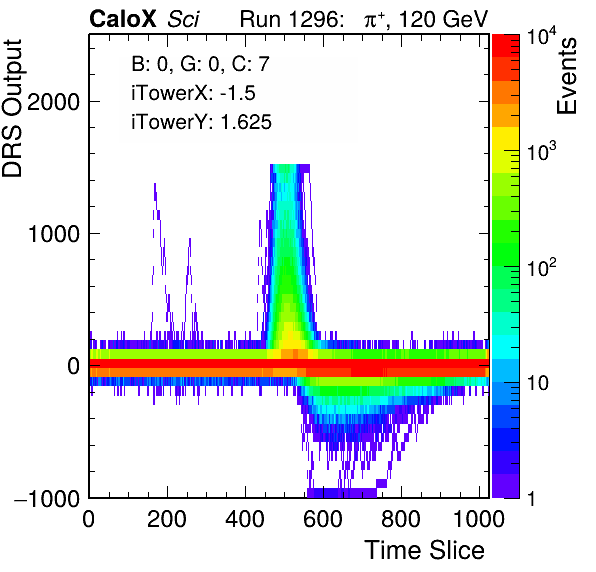 CaloX Sci Run 1296: π⁺, 120 GeV
B: 0, G: 0, C: 7
iTowerX: -1.5
iTowerY: 1.625
DRS Output
2000
1000
0
−1000
0 200 400 600 800 1000
Time Slice
Events
10⁴
10³
10²
10
1